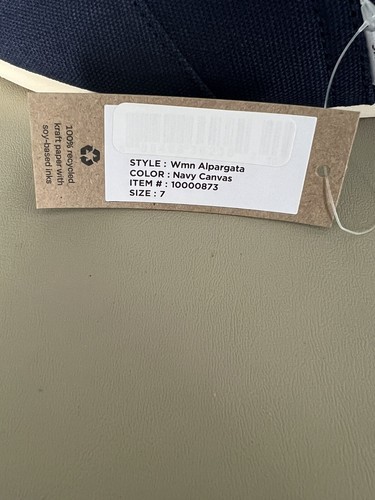 STYLE : Wmn Alpargata
COLOR : Navy Canvas
ITEM # : 10000873
SIZE : 7
100% recycled
kraft paper with
soy-based inks